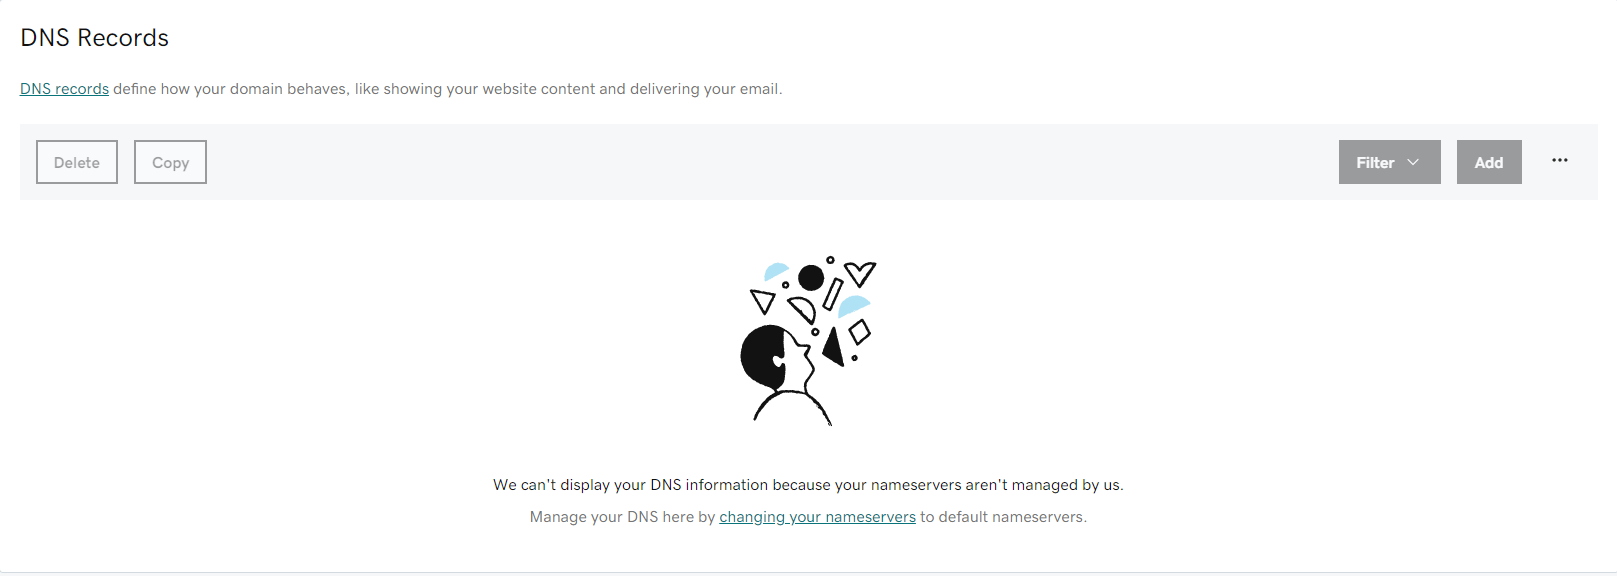 DNS Records
DNS records define how your domain behaves, like showing your website content and delivering your email.
Delete Copy Filter Add
We can't display your DNS information because your nameservers aren't managed by us.
Manage your DNS here by changing your nameservers to default nameservers.